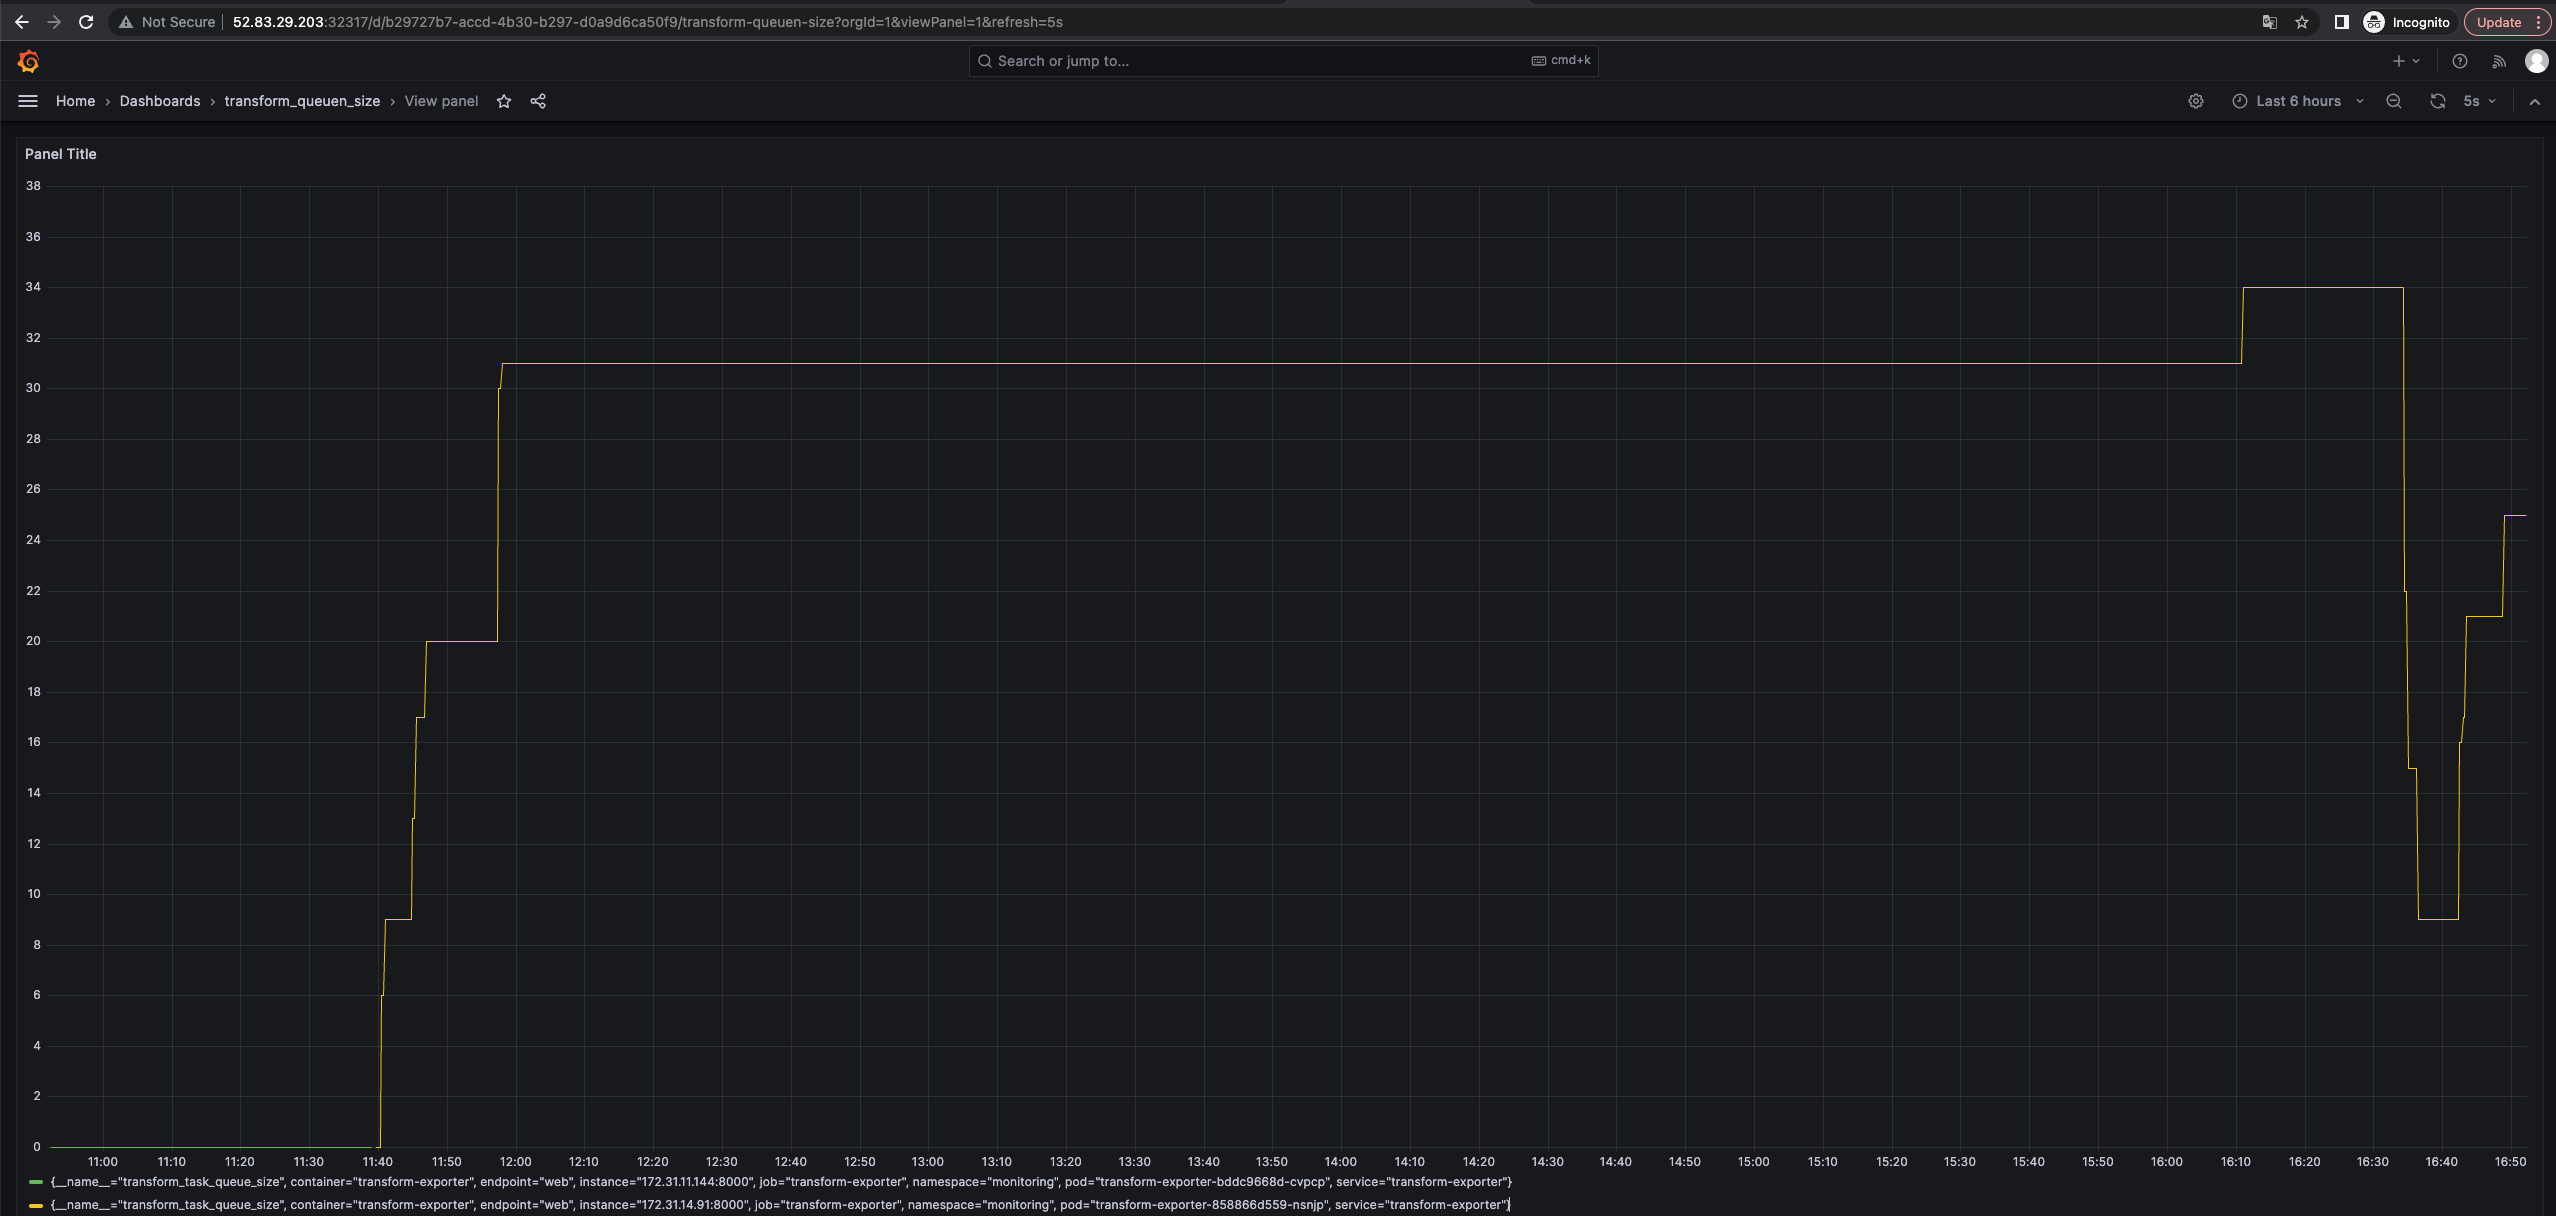 Not Secure 52.83.29.203:32317/d/b29727b7-accd-4b30-b297-d0a9d6ca50f9/transform-queuen-size?orgId=1&viewPanel=1&refresh=5s Incognito Update
Search or jump to... cmd+k
Home Dashboards transform_queuen_size View panel Last 6 hours 5s
Panel Title
38
36
34
32
30
28
26
24
22
20
18
16
14
12
10
8
6
4
2
0
11:00 11:10 11:20 11:30 11:40 11:50 12:00 12:10 12:20 12:30 12:40 12:50 13:00 13:10 13:20 13:30 13:40 13:50 14:00 14:10 14:20 14:30 14:40 14:50 15:00 15:10 15:20 15:30 15:40 15:50 16:00 16:10 16:20 16:30 16:40 16:50
{__name__="transform_task_queue_size", container="transform-exporter", endpoint="web", instance="172.31.11.144:8000", job="transform-exporter", namespace="monitoring", pod="transform-exporter-bddc9668d-cvpcp", service="transform-exporter"}
{__name__="transform_task_queue_size", container="transform-exporter", endpoint="web", instance="172.31.14.91:8000", job="transform-exporter", namespace="monitoring", pod="transform-exporter-858866d559-nsnjp", service="transform-exporter"}